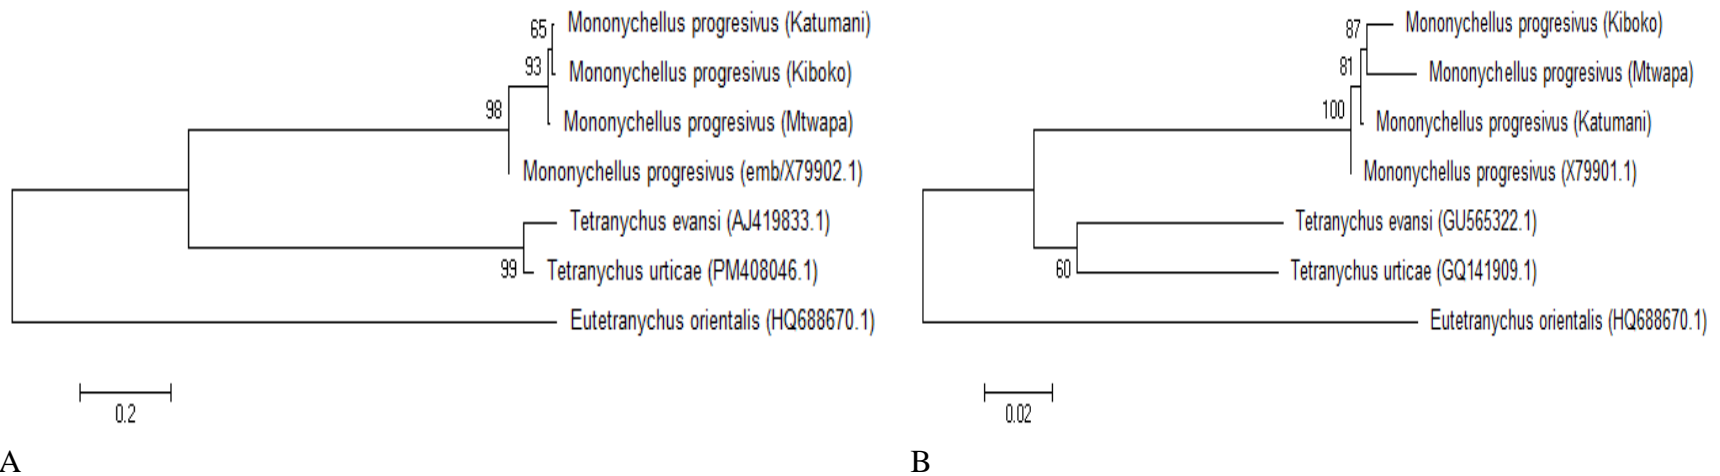 65
Mononychellus progresivus (Katumani)
93
Mononychellus progresivus (Kiboko)
98
Mononychellus progresivus (Mtwapa)
Mononychellus progresivus (emb/X79902.1)
Tetranychus evansi (AJ419833.1)
99
Tetranychus urticae (PM408046.1)
Eutetranychus orientalis (HQ688670.1)
0.2
A
87
Mononychellus progresivus (Kiboko)
81
Mononychellus progresivus (Mtwapa)
100
Mononychellus progresivus (Katumani)
Mononychellus progresivus (X79901.1)
Tetranychus evansi (GU565322.1)
60
Tetranychus urticae (GQ141909.1)
Eutetranychus orientalis (HQ688670.1)
0.02
B